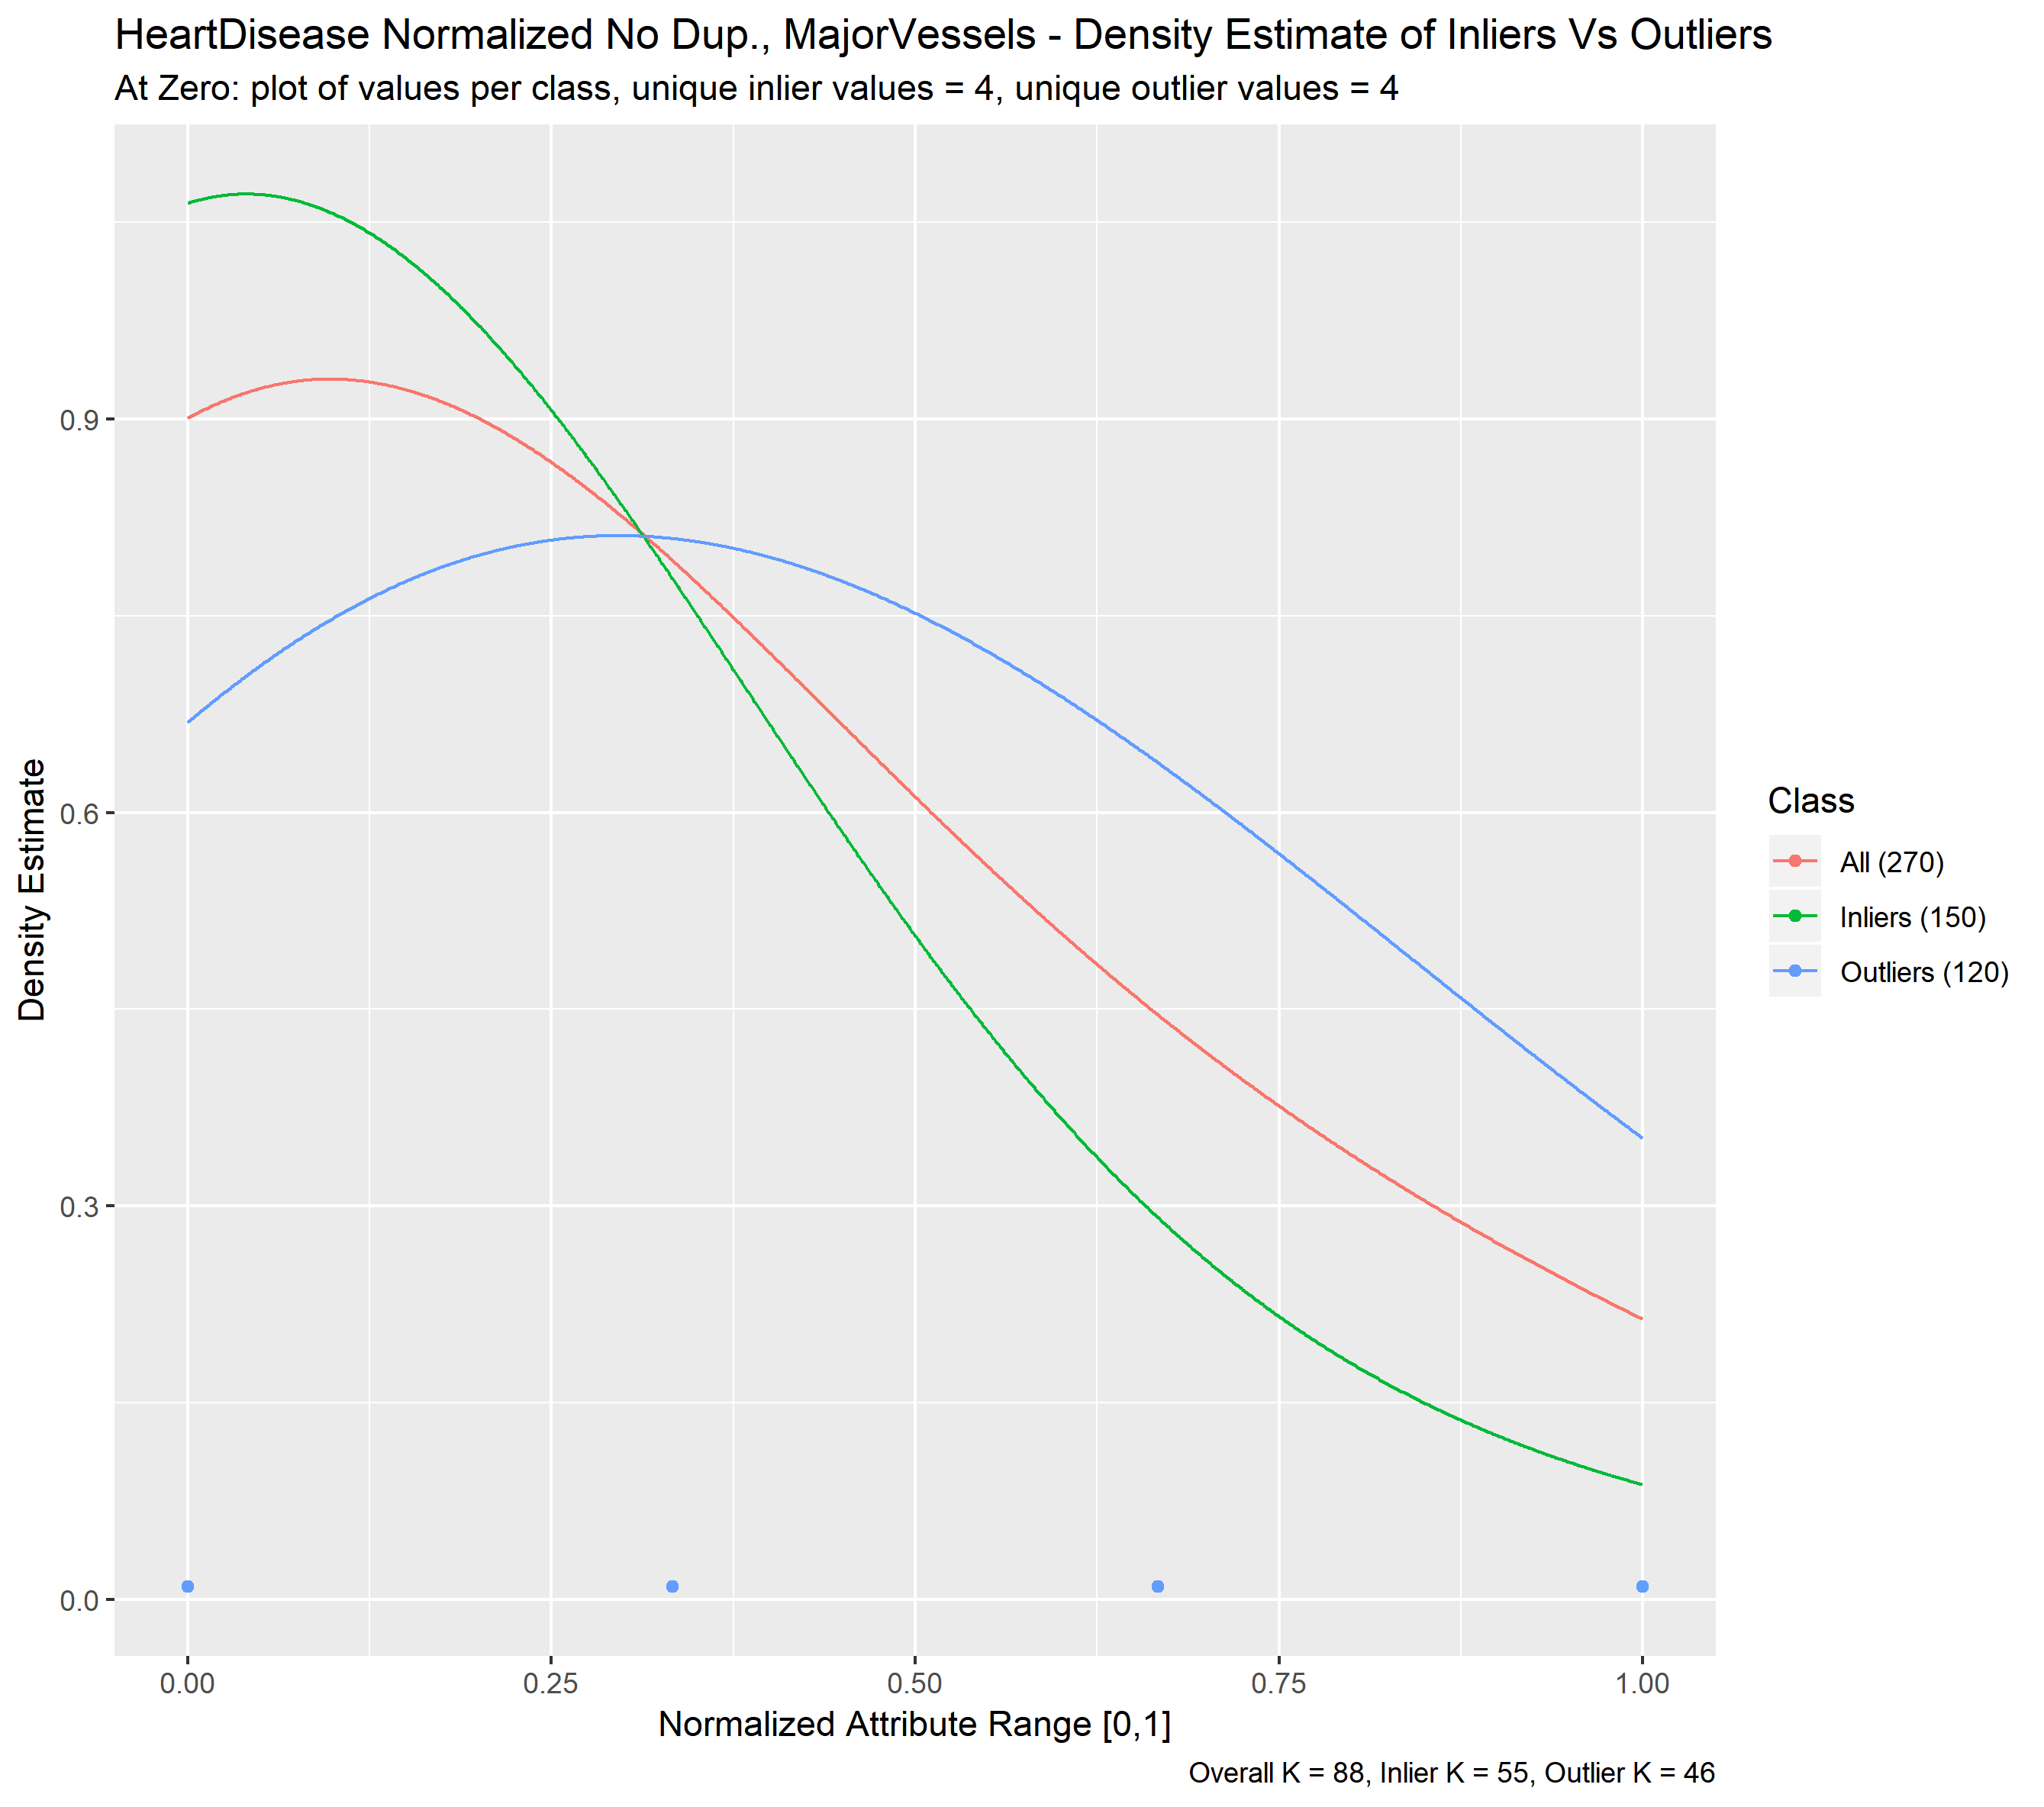 HeartDisease Normalized No Dup., MajorVessels - Density Estimate of Inliers Vs Outliers
At Zero: plot of values per class, unique inlier values = 4, unique outlier values = 4
Density Estimate
0.9
0.6
0.3
0.0
0.00 0.25 0.50 0.75 1.00
Normalized Attribute Range [0,1]
Class
All (270)
Inliers (150)
Outliers (120)
Overall K = 88, Inlier K = 55, Outlier K = 46